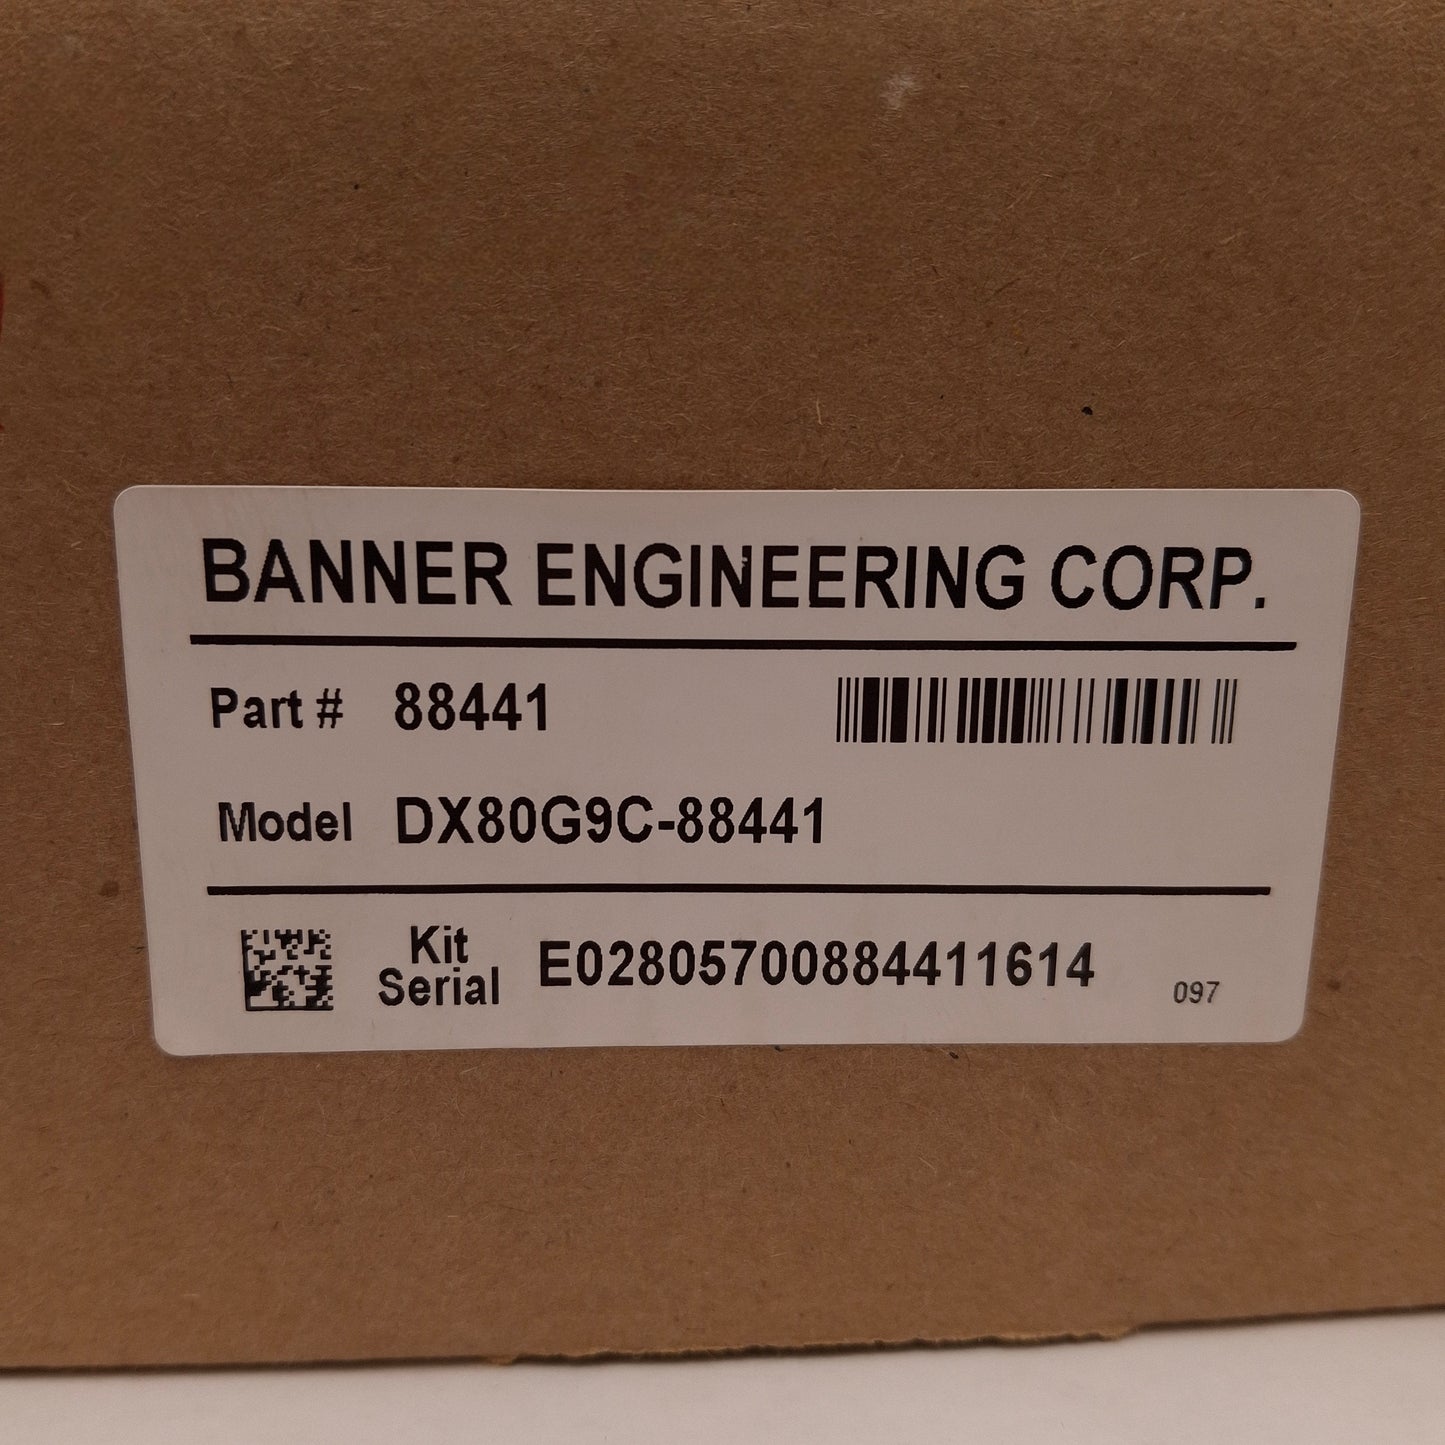 BANNER ENGINEERING CORP.
Part # 88441
Model DX80G9C-88441
Kit Serial E02805700884411614 097